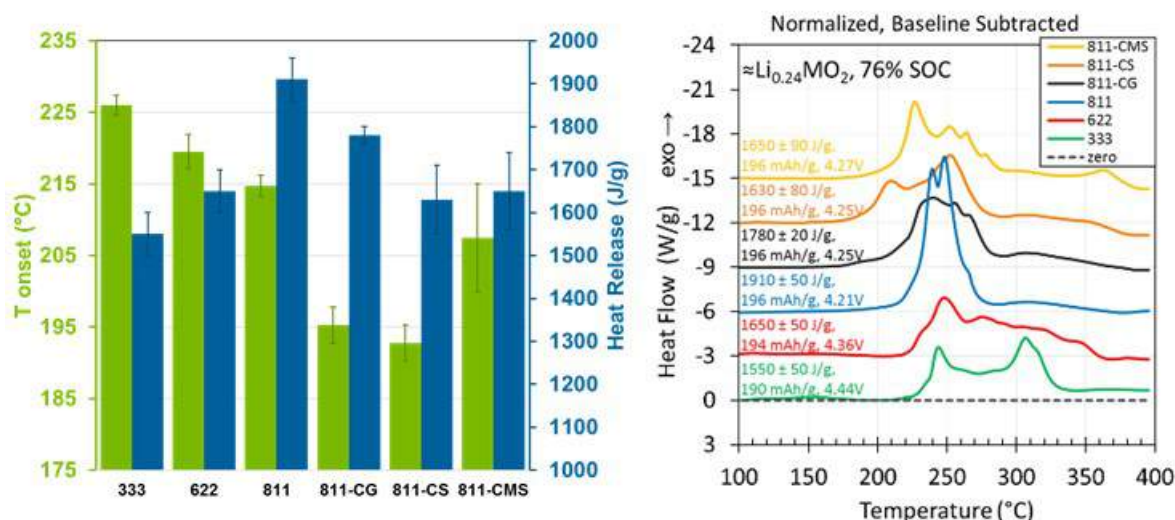 235
225
215
205
195
185
175
T onset (°C)
2000
1900
1800
1700
1600
1500
1400
1300
1200
1100
1000
Heat Release (J/g)
333 622 811 811-CG 811-CS 811-CMS
Normalized, Baseline Subtracted
-24
-21
-18
-15
-12
-9
-6
-3
0
3
Heat Flow (W/g)
exo →
≈Li0.24MO2, 76% SOC
811-CMS
811-CS
811-CG
811
622
333
zero
1650 ± 90 J/g,
196 mAh/g, 4.27V
1630 ± 80 J/g,
196 mAh/g, 4.25V
1780 ± 20 J/g,
196 mAh/g, 4.25V
1910 ± 50 J/g,
196 mAh/g, 4.21V
1650 ± 50 J/g,
194 mAh/g, 4.36V
1550 ± 50 J/g,
190 mAh/g, 4.44V
100 150 200 250 300 350 400
Temperature (°C)